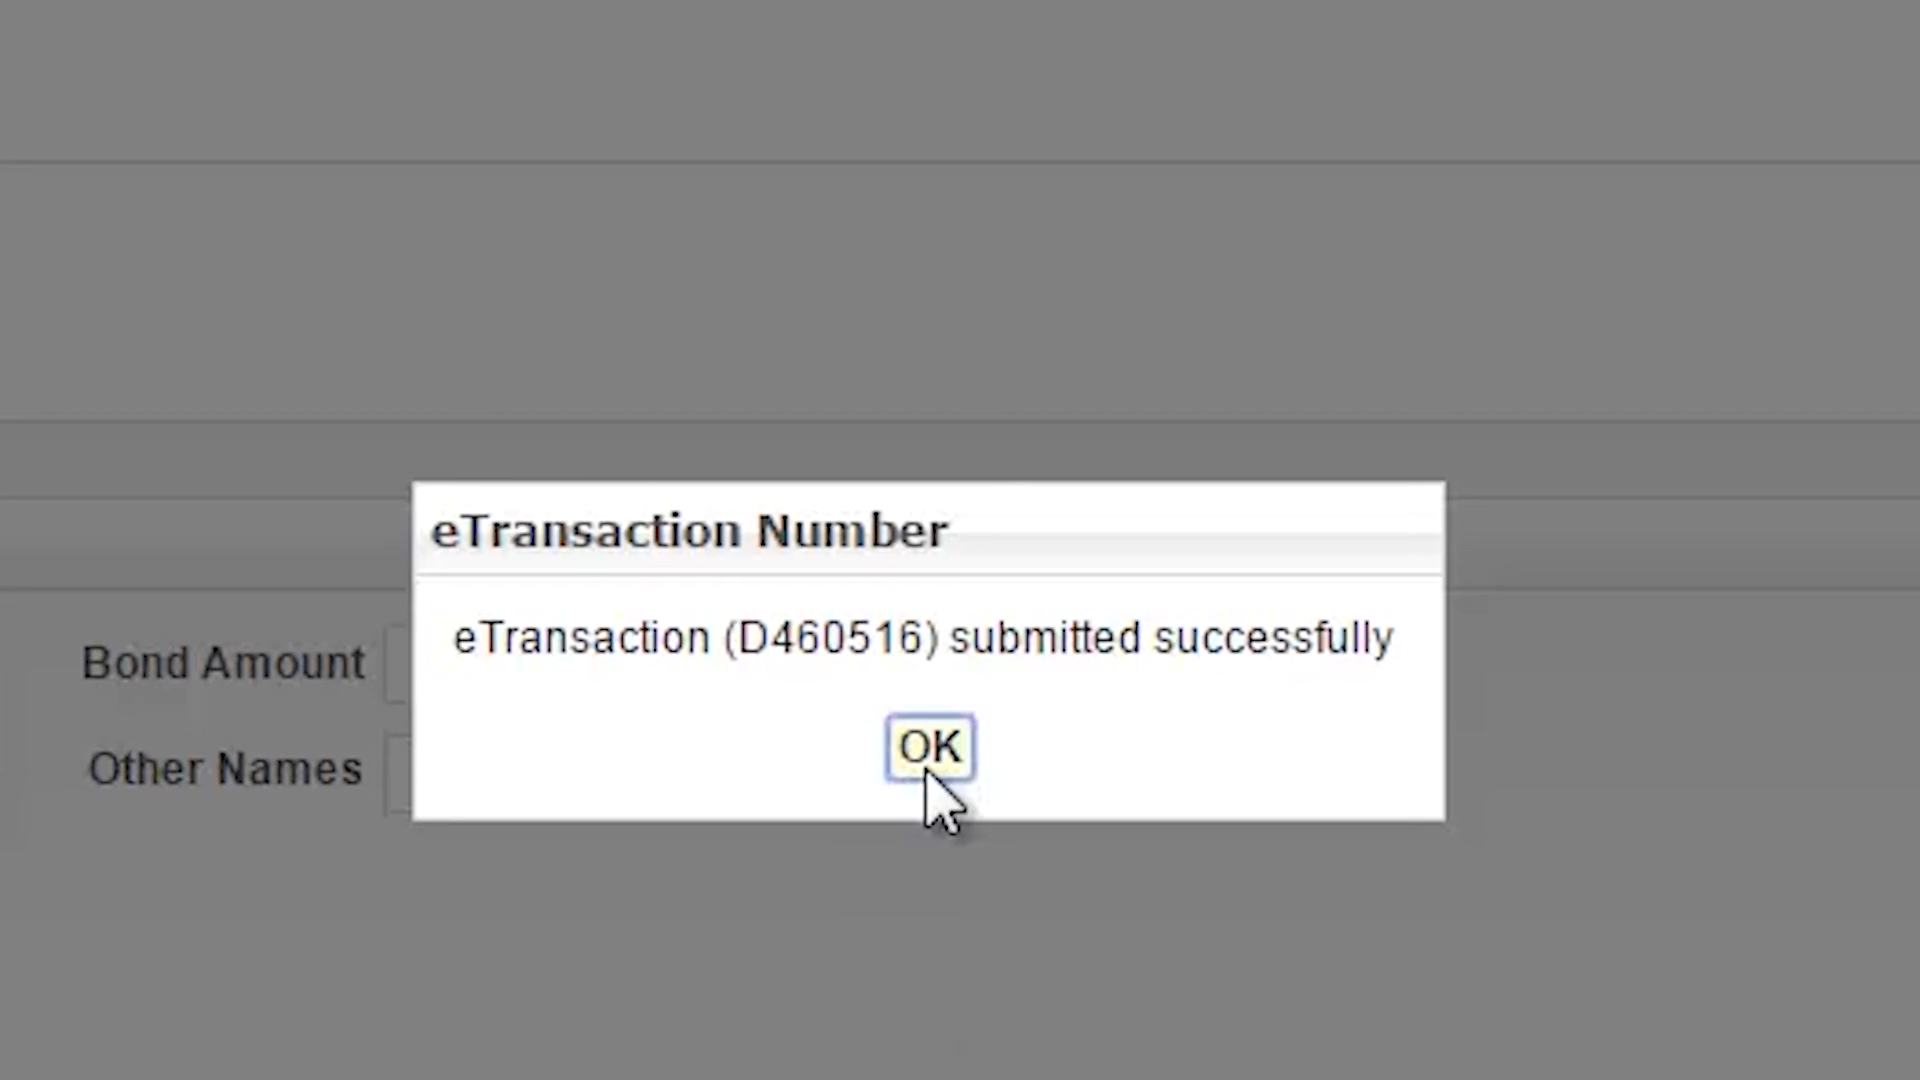 eTransaction Number
eTransaction (D460516) submitted successfully
Bond Amount
OK
Other Names